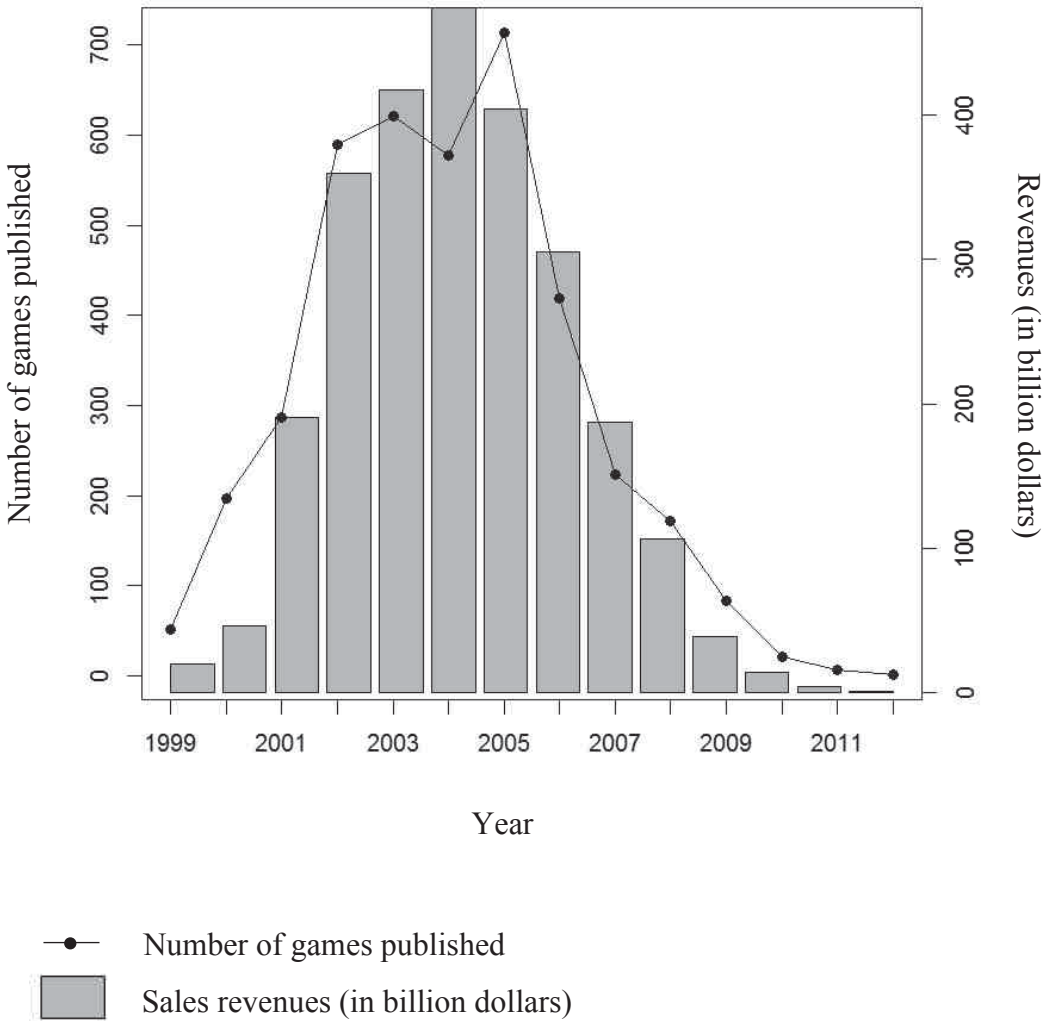 Number of games published
700
600
500
400
300
200
100
0
400
300
200
100
0
Revenues (in billion dollars)
1999 2001 2003 2005 2007 2009 2011
Year
Number of games published
Sales revenues (in billion dollars)